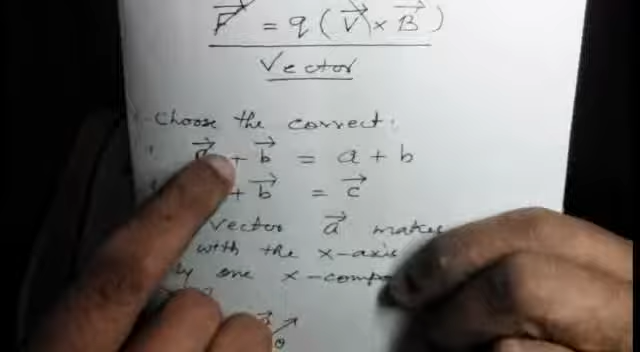 F⃗ = q (V⃗ × B⃗)
Vector
Choose the correct:
a⃗ + b⃗ = a + b
+ b⃗ = c⃗
Vector a⃗ makes
with the x-axis
one x-compo
θ